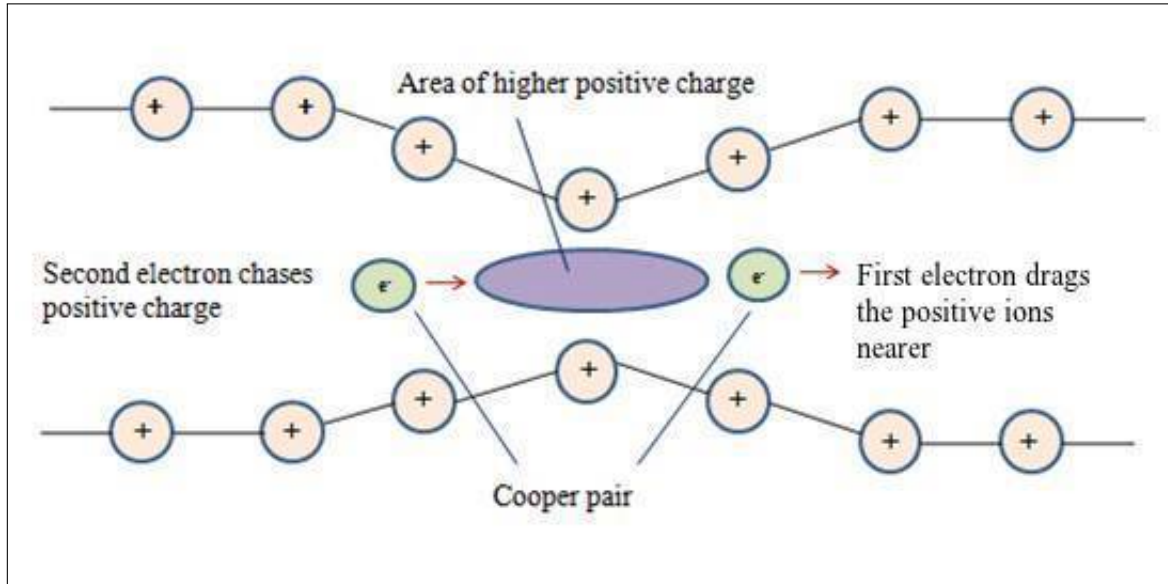 Area of higher positive charge
+ +
+ +
+ +
+
Second electron chases
positive charge
e-
e-
First electron drags
the positive ions
nearer
+
+ +
+ +
+ +
Cooper pair